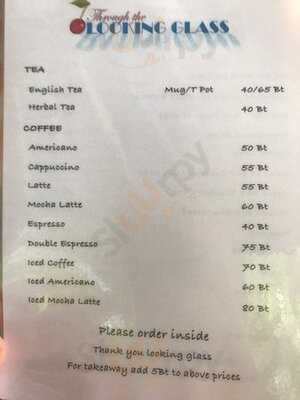 Through the
LOOKING GLASS
TEA
English Tea Mug/T Pot 40/65 Bt
Herbal Tea 40 Bt
COFFEE
Americano 50 Bt
Cappuccino 55 Bt
Latte 55 Bt
Mocha Latte 60 Bt
Espresso 40 Bt
Double Espresso 75 Bt
Iced Coffee 70 Bt
Iced Americano 60 Bt
Iced Mocha Latte 80 Bt
Please order inside
Thank you looking glass
For takeaway add 5Bt to above prices